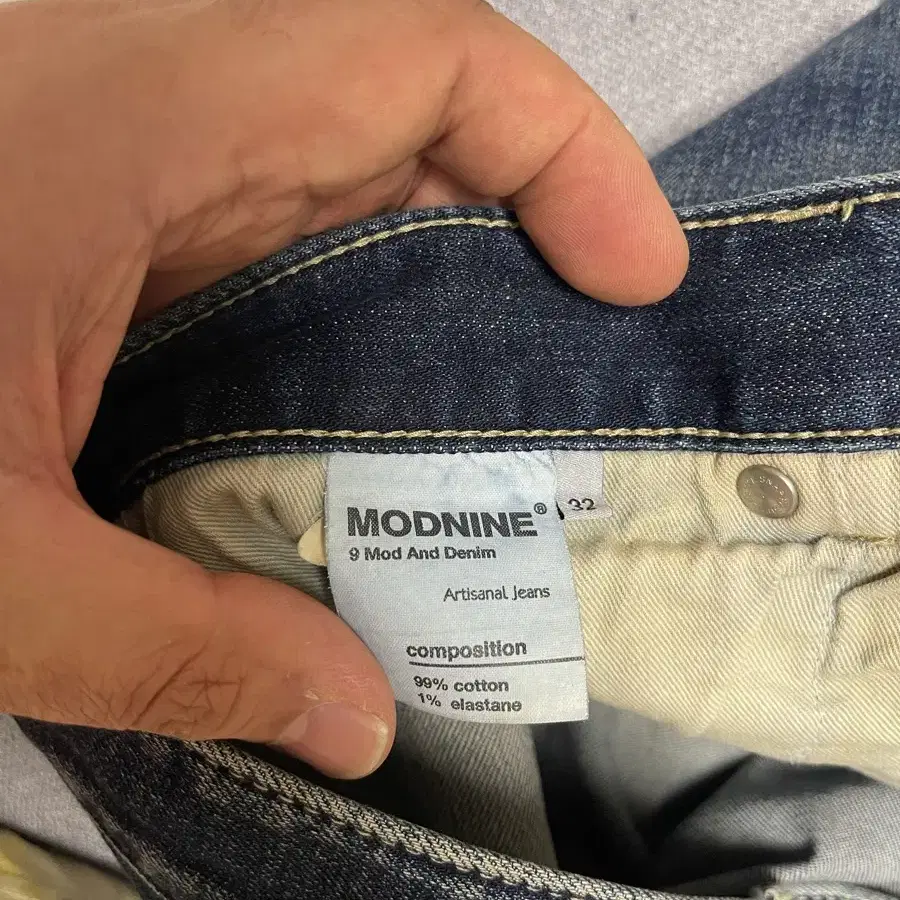 MODNINE®
32
9 Mod And Denim
Artisanal Jeans
composition
99% cotton
1% elastane